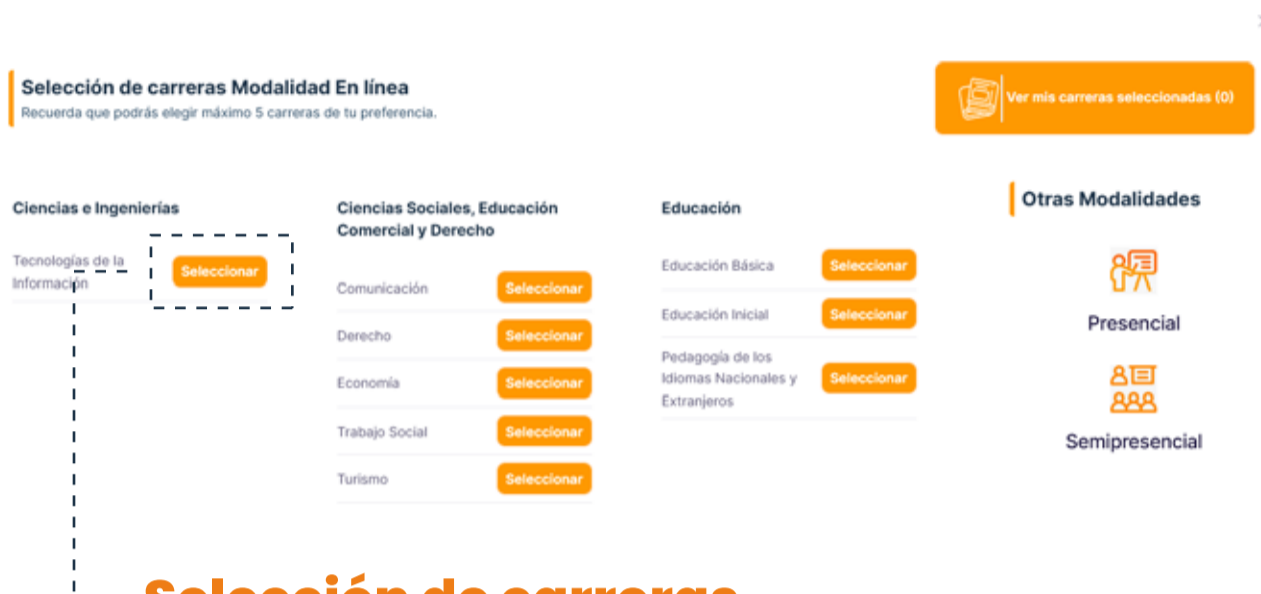 Selección de carreras Modalidad En línea
Recuerda que podrás elegir máximo 5 carreras de tu preferencia.
Ver mis carreras seleccionadas (0)
Ciencias e Ingenierías
Tecnologías de la
Información
Seleccionar
Ciencias Sociales, Educación
Comercial y Derecho
Comunicación
Seleccionar
Derecho
Seleccionar
Economía
Seleccionar
Trabajo Social
Seleccionar
Turismo
Seleccionar
Educación
Educación Básica
Seleccionar
Educación Inicial
Seleccionar
Pedagogía de los
Idiomas Nacionales y
Extranjeros
Seleccionar
Otras Modalidades
Presencial
Semipresencial
Selección de carreras